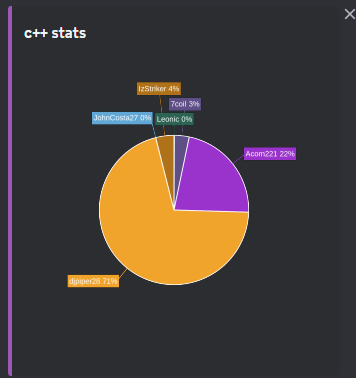 c++ stats
IzStriker 4%
7coil 3%
JohnCosta27 0%
Leonic 0%
Acorn221 22%
djpiper28 71%